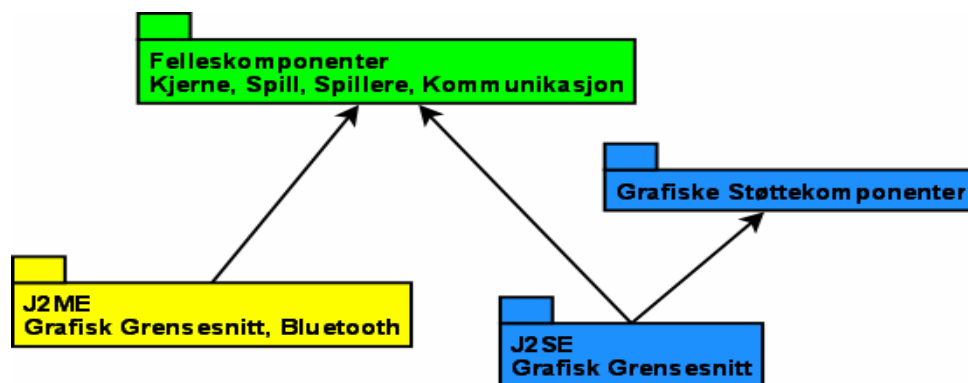 Felleskomponenter
Kjerne, Spill, Spillere, Kommunikasjon
Grafiske Støttekomponenter
J2ME
Grafisk Grensesnitt, Bluetooth
J2SE
Grafisk Grensesnitt